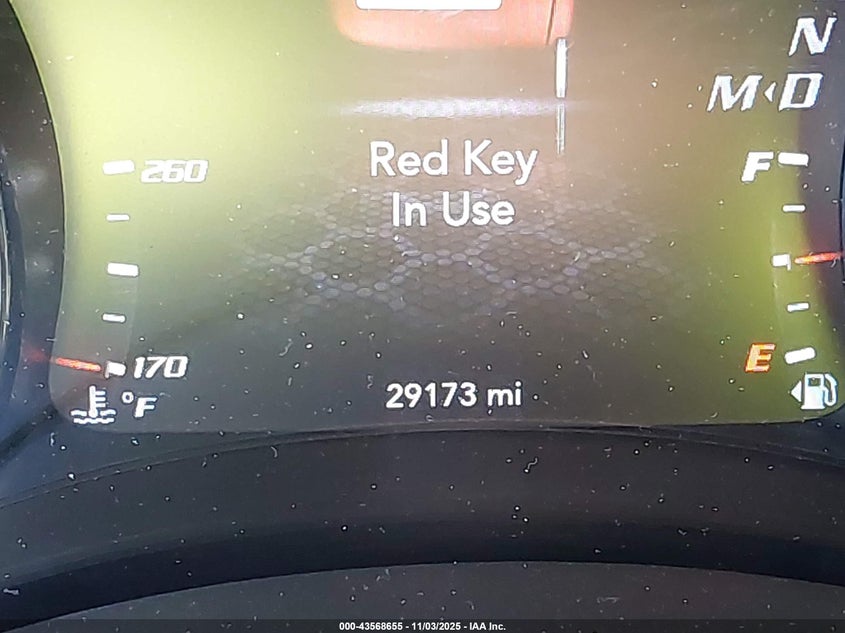 N
M◂D
260
Red Key
In Use
F
170
E
°F
29173 mi
000-43568655 - 11/03/2025 - IAA Inc.